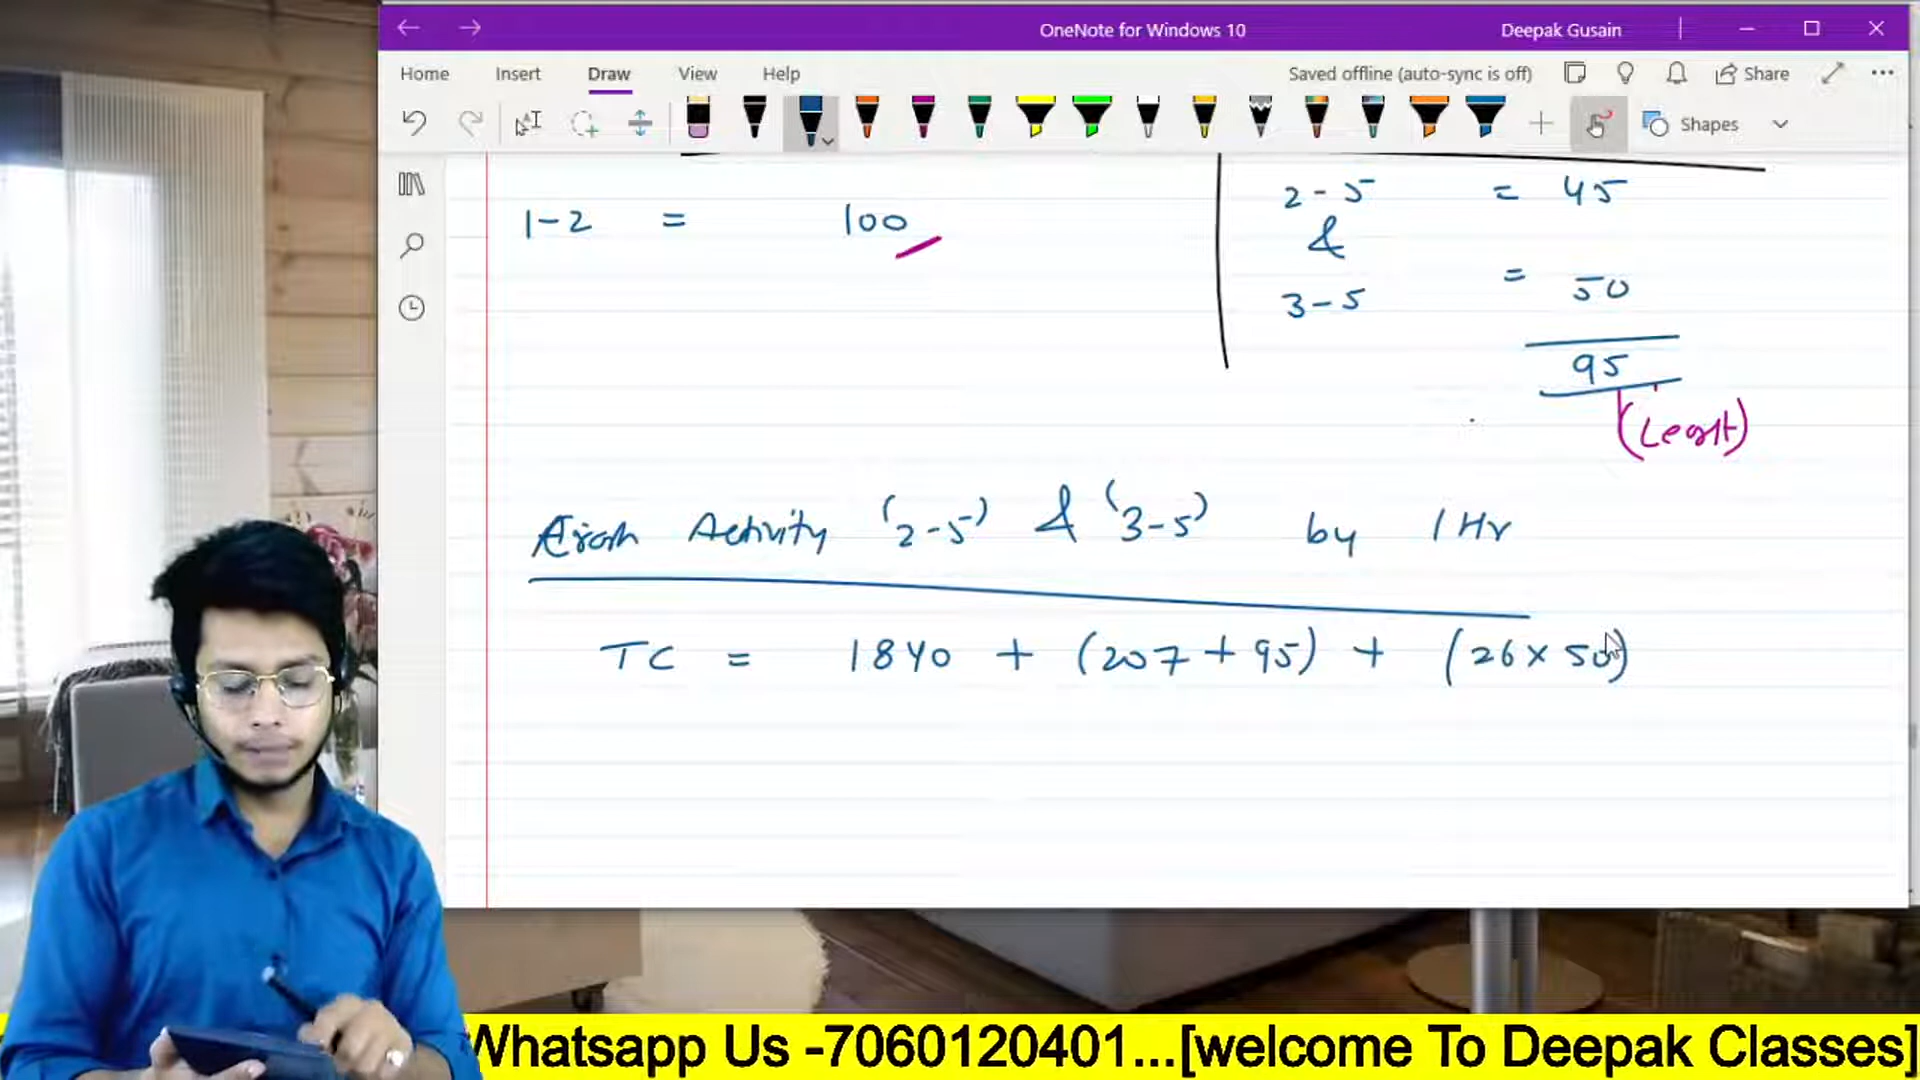 OneNote for Windows 10
Deepak Gusain
Home Insert Draw View Help
Saved offline (auto-sync is off)
Share
Shapes
1-2 = 100
2-5 = 45
&
3-5 = 50
95
(Least)
Crash Activity (2-5) & (3-5) by 1 Hr
TC = 1840 + (207 + 95) + (26 × 50)
Whatsapp Us -7060120401...[welcome To Deepak Classes]